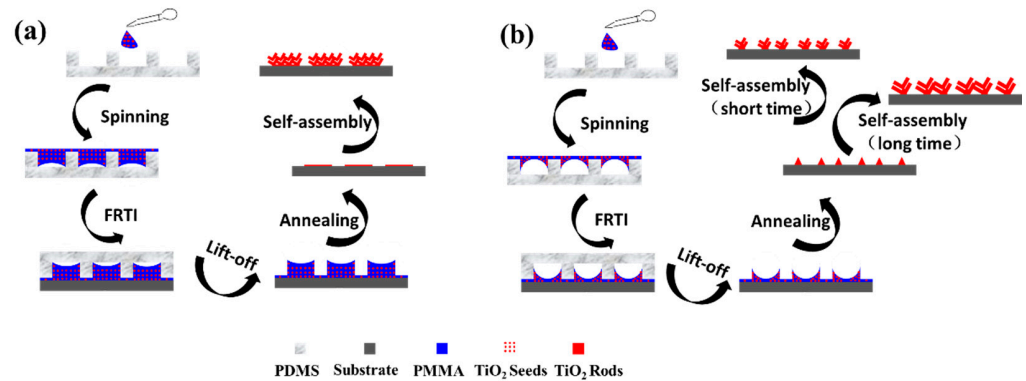 (a)
Spinning
FRTI
Lift-off
Annealing
Self-assembly
(b)
Spinning
FRTI
Lift-off
Annealing
Self-assembly
（short time）
Self-assembly
（long time）
PDMS Substrate PMMA TiO₂ Seeds TiO₂ Rods